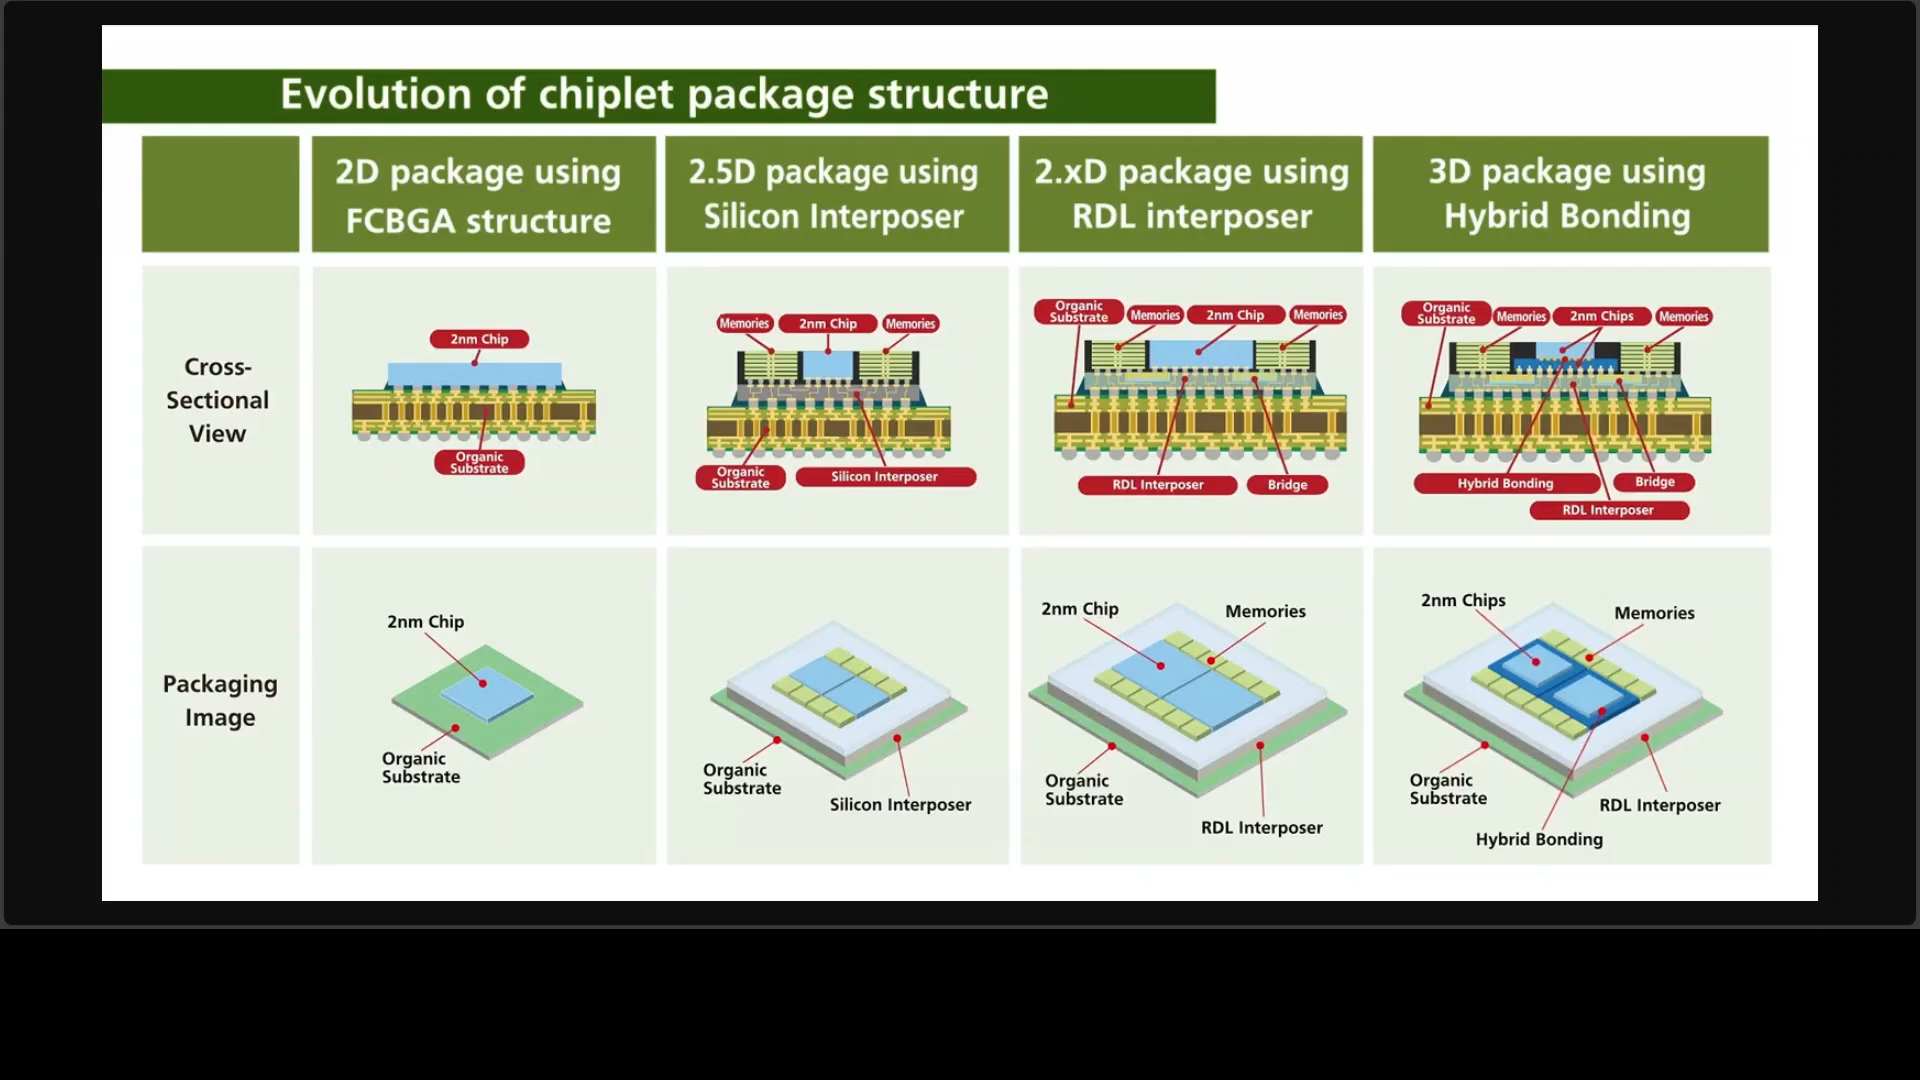 Evolution of chiplet package structure
2D package using
FCBGA structure
2.5D package using
Silicon Interposer
2.xD package using
RDL interposer
3D package using
Hybrid Bonding
Cross-
Sectional
View
2nm Chip
Organic
Substrate
Memories
2nm Chip
Memories
Organic
Substrate
Silicon Interposer
Organic
Substrate
Memories
2nm Chip
Memories
RDL Interposer
Bridge
Organic
Substrate
Memories
2nm Chips
Memories
Hybrid Bonding
Bridge
RDL Interposer
Packaging
Image
2nm Chip
Organic
Substrate
Organic
Substrate
Silicon Interposer
2nm Chip
Memories
Organic
Substrate
RDL Interposer
2nm Chips
Memories
Organic
Substrate
RDL Interposer
Hybrid Bonding